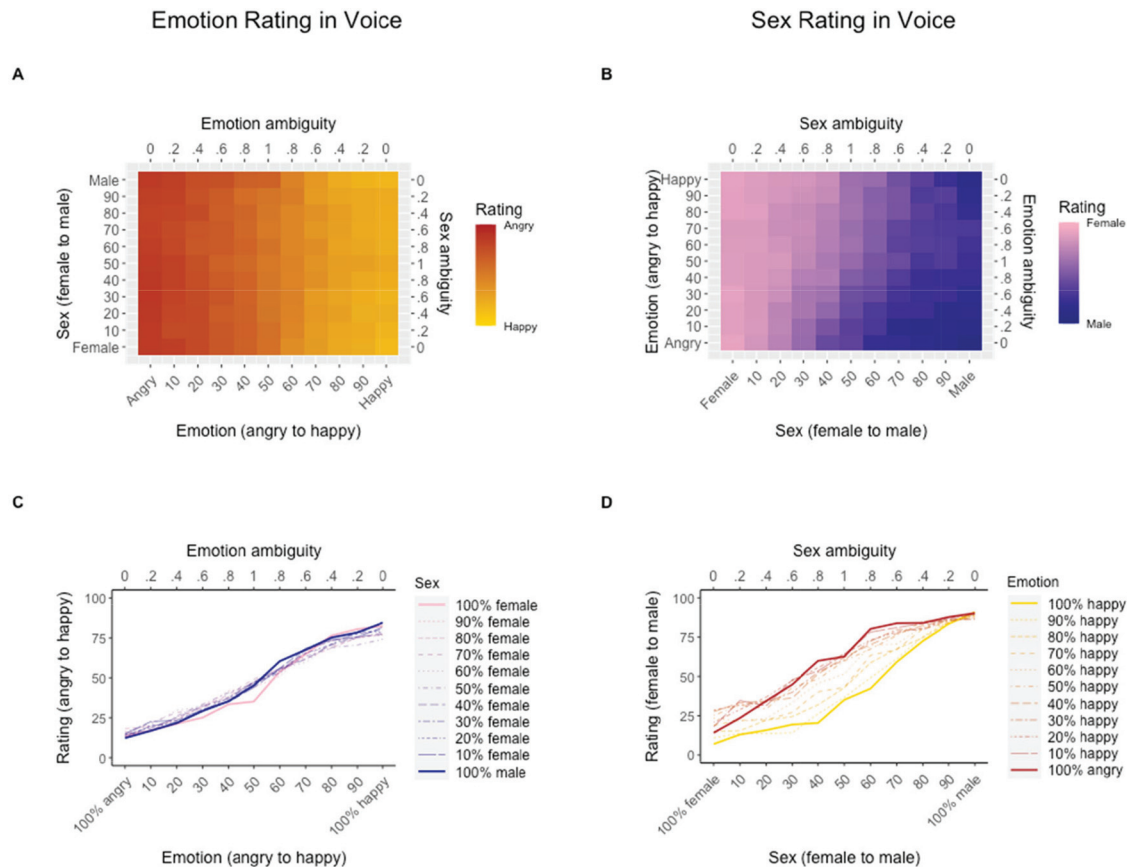 Emotion Rating in Voice
Sex Rating in Voice
A
Emotion ambiguity
0 .2 .4 .6 .8 1 .8 .6 .4 .2 0
Sex (female to male)
Male
90
80
70
60
50
40
30
20
10
Female
0
.2
.4
.6
.8
1
.8
.6
.4
.2
0
Sex ambiguity
Rating
Angry
Happy
Angry 10 20 30 40 50 60 70 80 90 Happy
Emotion (angry to happy)
B
Sex ambiguity
0 .2 .4 .6 .8 1 .8 .6 .4 .2 0
Emotion (angry to happy)
Happy
90
80
70
60
50
40
30
20
10
Angry
0
.2
.4
.6
.8
1
.8
.6
.4
.2
0
Emotion ambiguity
Rating
Female
Male
Female 10 20 30 40 50 60 70 80 90 Male
Sex (female to male)
C
Emotion ambiguity
0 .2 .4 .6 .8 1 .8 .6 .4 .2 0
Rating (angry to happy)
100
75
50
25
0
100% angry 10 20 30 40 50 60 70 80 90 100% happy
Emotion (angry to happy)
Sex
100% female
90% female
80% female
70% female
60% female
50% female
40% female
30% female
20% female
10% female
100% male
D
Sex ambiguity
0 .2 .4 .6 .8 1 .8 .6 .4 .2 0
Rating (female to male)
100
75
50
25
0
100% female 10 20 30 40 50 60 70 80 90 100% male
Sex (female to male)
Emotion
100% happy
90% happy
80% happy
70% happy
60% happy
50% happy
40% happy
30% happy
20% happy
10% happy
100% angry